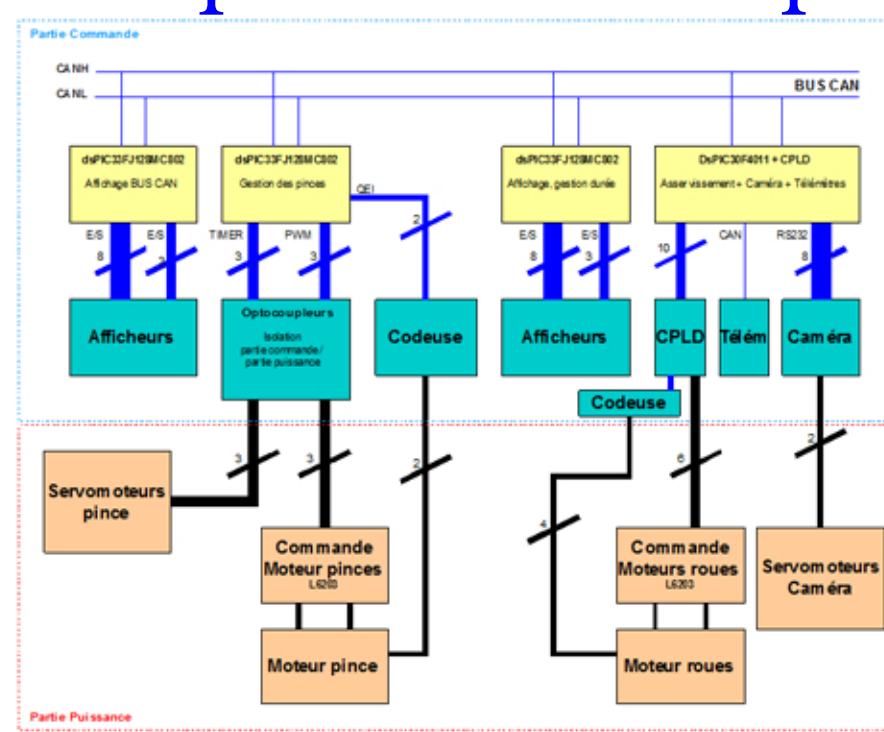 Partie Commande
CANH
CANL
BUS CAN
dsPIC33FJ128MC802
Affichage BUS CAN
dsPIC33FJ128MC802
Gestion des pinces
dsPIC33FJ128MC802
Affichage, gestion durée
DsPIC30F4011 + CPLD
Asservissement + Caméra + Télémètres
QEI
2
E/S
E/S
TIMER
PWM
E/S
E/S
CAN
RS232
8
3
3
8
3
10
8
Afficheurs
Optocoupleurs
Isolation
partie commande /
partie puissance
Codeuse
Afficheurs
CPLD
Télém
Caméra
Codeuse
3
3
2
6
2
4
Servomoteurs
pince
Commande
Moteur pinces
L6203
Commande
Moteurs roues
L6203
Servomoteurs
Caméra
Moteur pince
Moteur roues
Partie Puissance